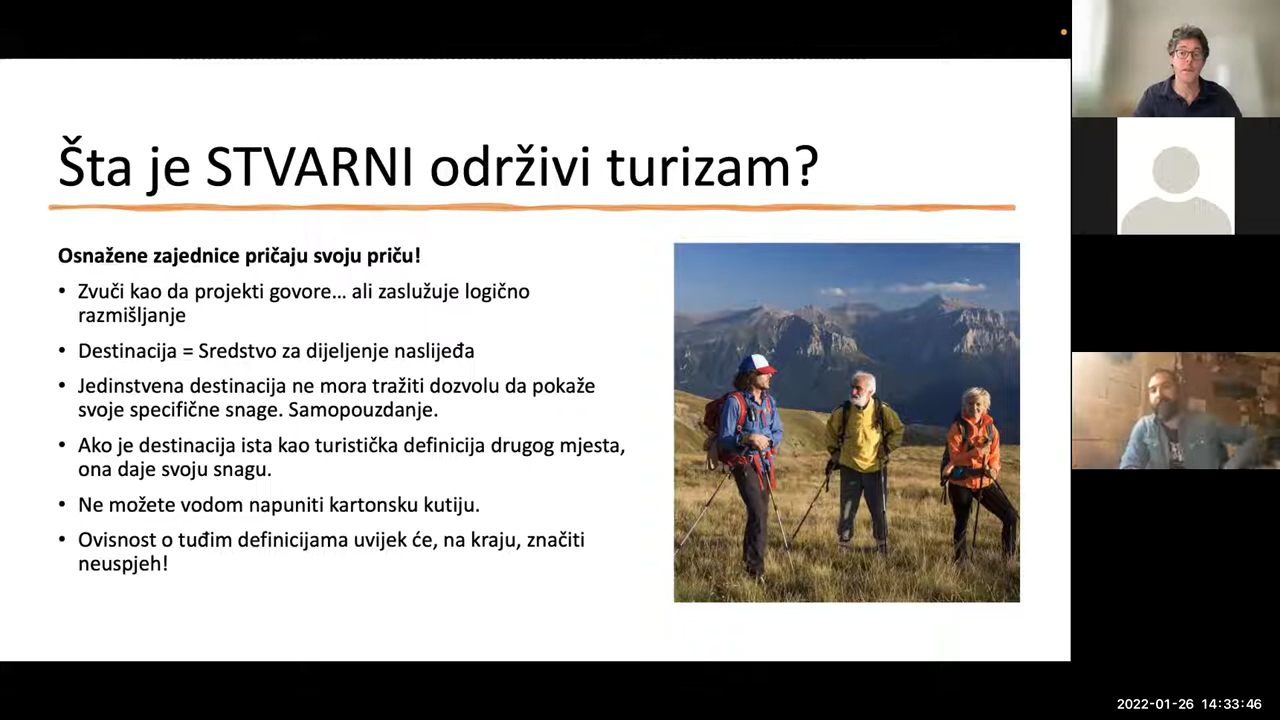 Šta je STVARNI održivi turizam?
Osnažene zajednice pričaju svoju priču!
• Zvuči kao da projekti govore... ali zaslužuje logično
razmišljanje
• Destinacija = Sredstvo za dijeljenje naslijeđa
• Jedinstvena destinacija ne mora tražiti dozvolu da pokaže
svoje specifične snage. Samopouzdanje.
• Ako je destinacija ista kao turistička definicija drugog mjesta,
ona daje svoju snagu.
• Ne možete vodom napuniti kartonsku kutiju.
• Ovisnost o tuđim definicijama uvijek će, na kraju, značiti
neuspjeh!
2022-01-26 14:33:46